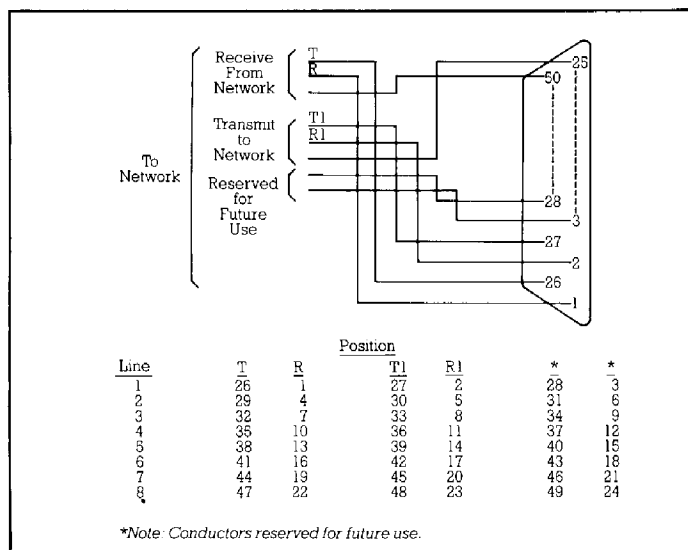 Receive
From
Network
T
R
Transmit
to
Network
T1
R1
To
Network
Reserved
for
Future
Use
25
50
28
3
27
2
26
1
Position
Line T R T1 R1 * *
1 26 1 27 2 28 3
2 29 4 30 5 31 6
3 32 7 33 8 34 9
4 35 10 36 11 37 12
5 38 13 39 14 40 15
6 41 16 42 17 43 18
7 44 19 45 20 46 21
8 47 22 48 23 49 24
*Note: Conductors reserved for future use.